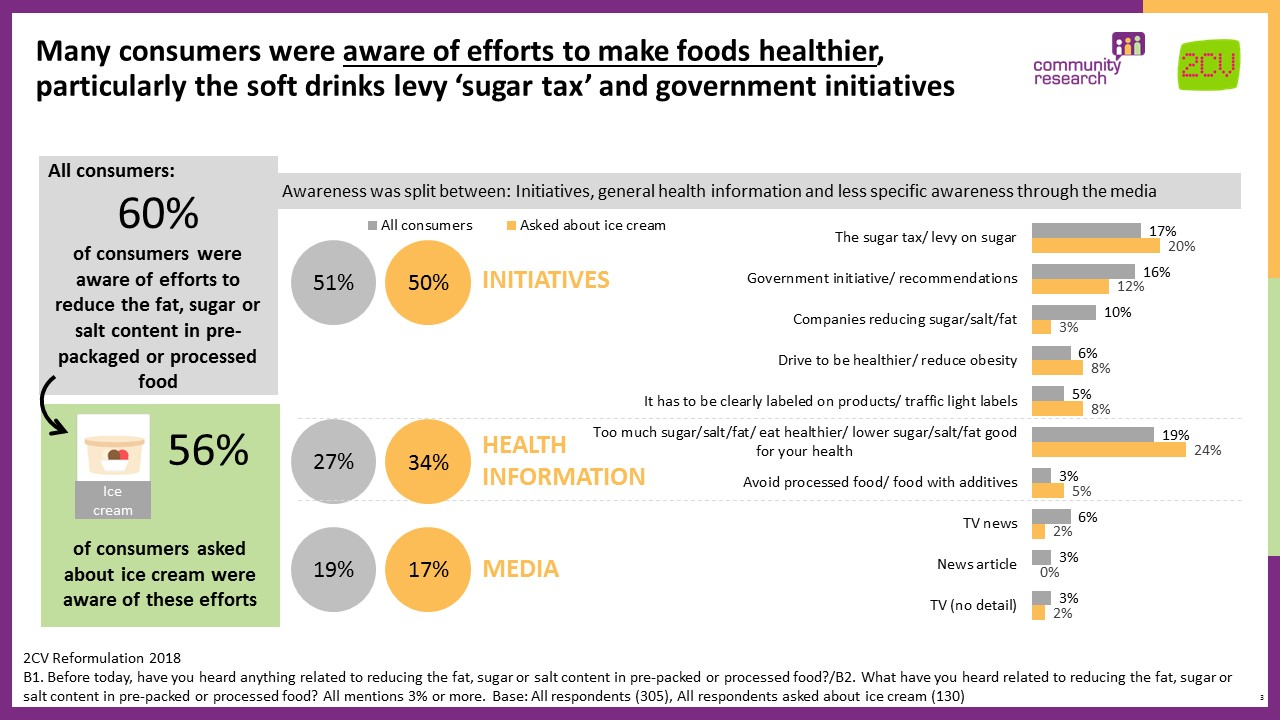 Many consumers were aware of efforts to make foods healthier,
particularly the soft drinks levy ‘sugar tax’ and government initiatives
community
research
2CV
All consumers:
60%
of consumers were
aware of efforts to
reduce the fat, sugar or
salt content in pre-
packaged or processed
food
Ice
cream
56%
of consumers asked
about ice cream were
aware of these efforts
Awareness was split between: Initiatives, general health information and less specific awareness through the media
All consumers
Asked about ice cream
51%
50%
INITIATIVES
The sugar tax/ levy on sugar
17%
20%
Government initiative/ recommendations
16%
12%
Companies reducing sugar/salt/fat
10%
3%
Drive to be healthier/ reduce obesity
6%
8%
It has to be clearly labeled on products/ traffic light labels
5%
8%
27%
34%
HEALTH
INFORMATION
Too much sugar/salt/fat/ eat healthier/ lower sugar/salt/fat good
for your health
19%
24%
Avoid processed food/ food with additives
3%
5%
19%
17%
MEDIA
TV news
6%
2%
News article
3%
0%
TV (no detail)
3%
2%
2CV Reformulation 2018
B1. Before today, have you heard anything related to reducing the fat, sugar or salt content in pre-packed or processed food?/B2. What have you heard related to reducing the fat, sugar or
salt content in pre-packed or processed food? All mentions 3% or more. Base: All respondents (305), All respondents asked about ice cream (130)